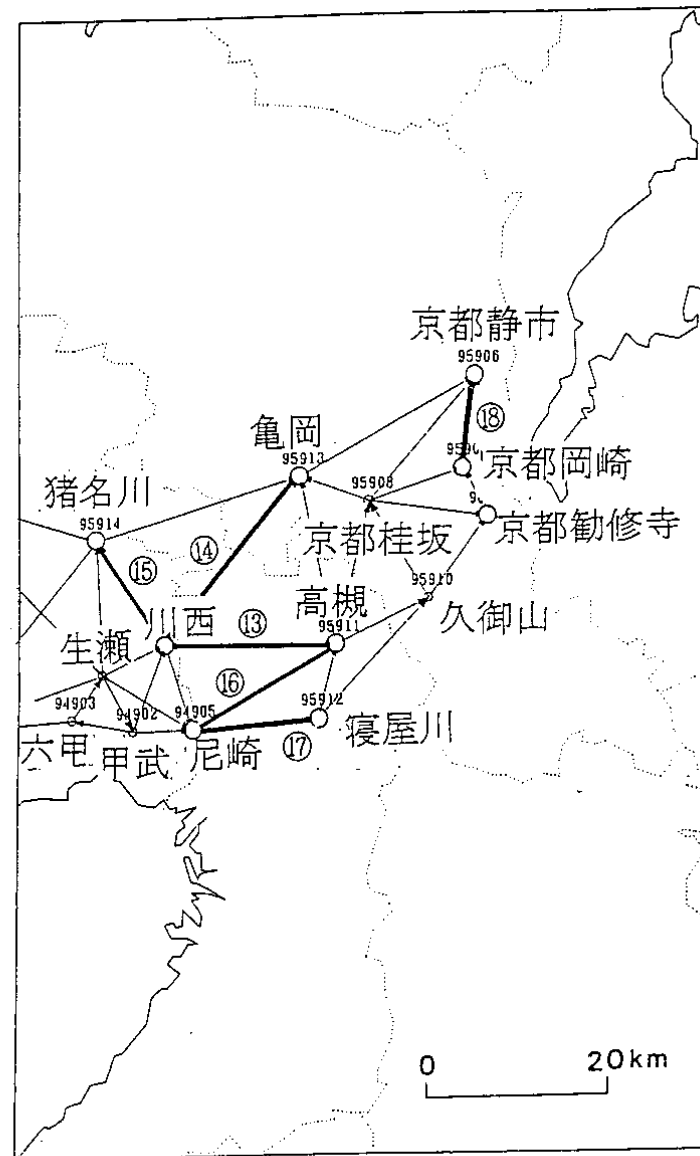 京都静市
95906
⑱
亀岡
95913
京都岡崎
猪名川
95914
95908
京都勧修寺
京都桂坂
⑭
⑮
95910
高槻
95911
久御山
川西
⑬
生瀬
⑯
94903
94902
94905
95912
六甲
甲武
尼崎
⑰
寝屋川
0
20km